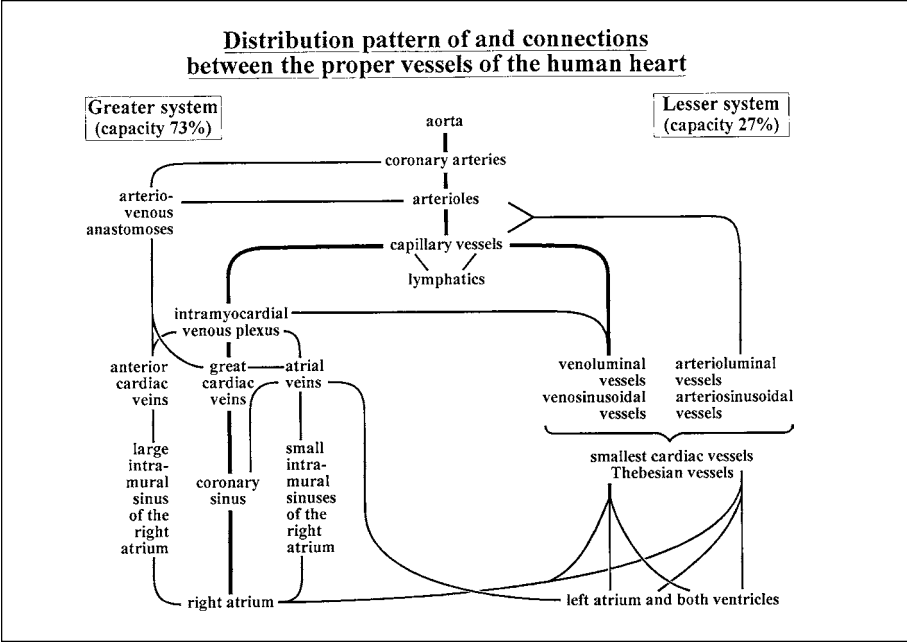 Distribution pattern of and connections
between the proper vessels of the human heart
Greater system
(capacity 73%)
Lesser system
(capacity 27%)
aorta
coronary arteries
arterio-
venous
anastomoses
arterioles
capillary vessels
lymphatics
intramyocardial
venous plexus
anterior
cardiac
veins
great
cardiac
veins
atrial
veins
venoluminal
vessels
venosinusoidal
vessels
arterioluminal
vessels
arteriosinusoidal
vessels
large
intra-
mural
sinus
of the
right
atrium
coronary
sinus
small
intra-
mural
sinuses
of the
right
atrium
smallest cardiac vessels
Thebesian vessels
right atrium
left atrium and both ventricles